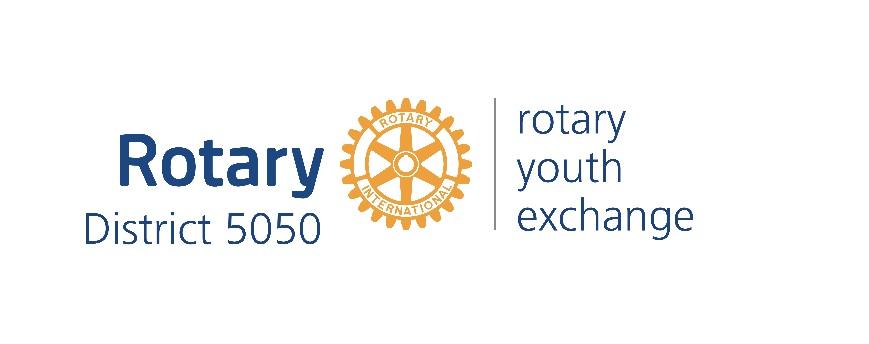 Rotary
District 5050
ROTARY
INTERNATIONAL
rotary
youth
exchange